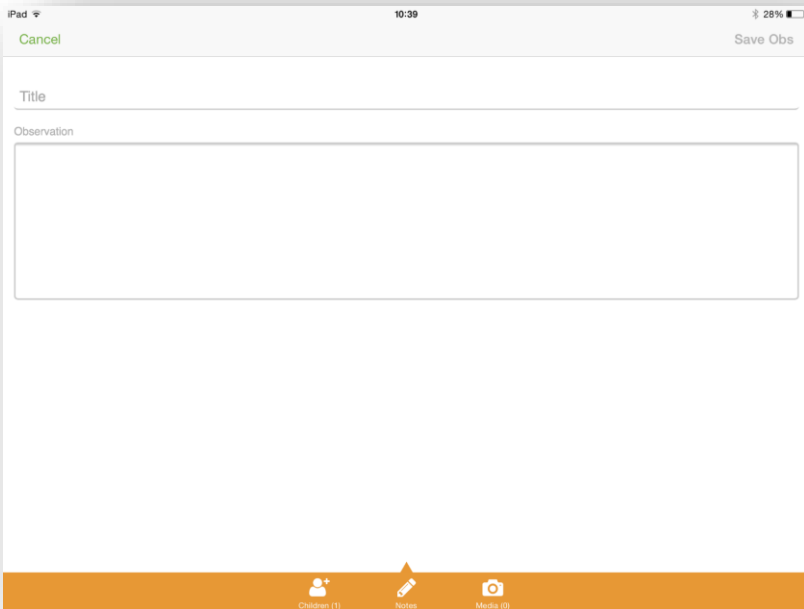 iPad 10:39 28%
Cancel Save Obs
Title
Observation
Children (1) Notes Media (0)